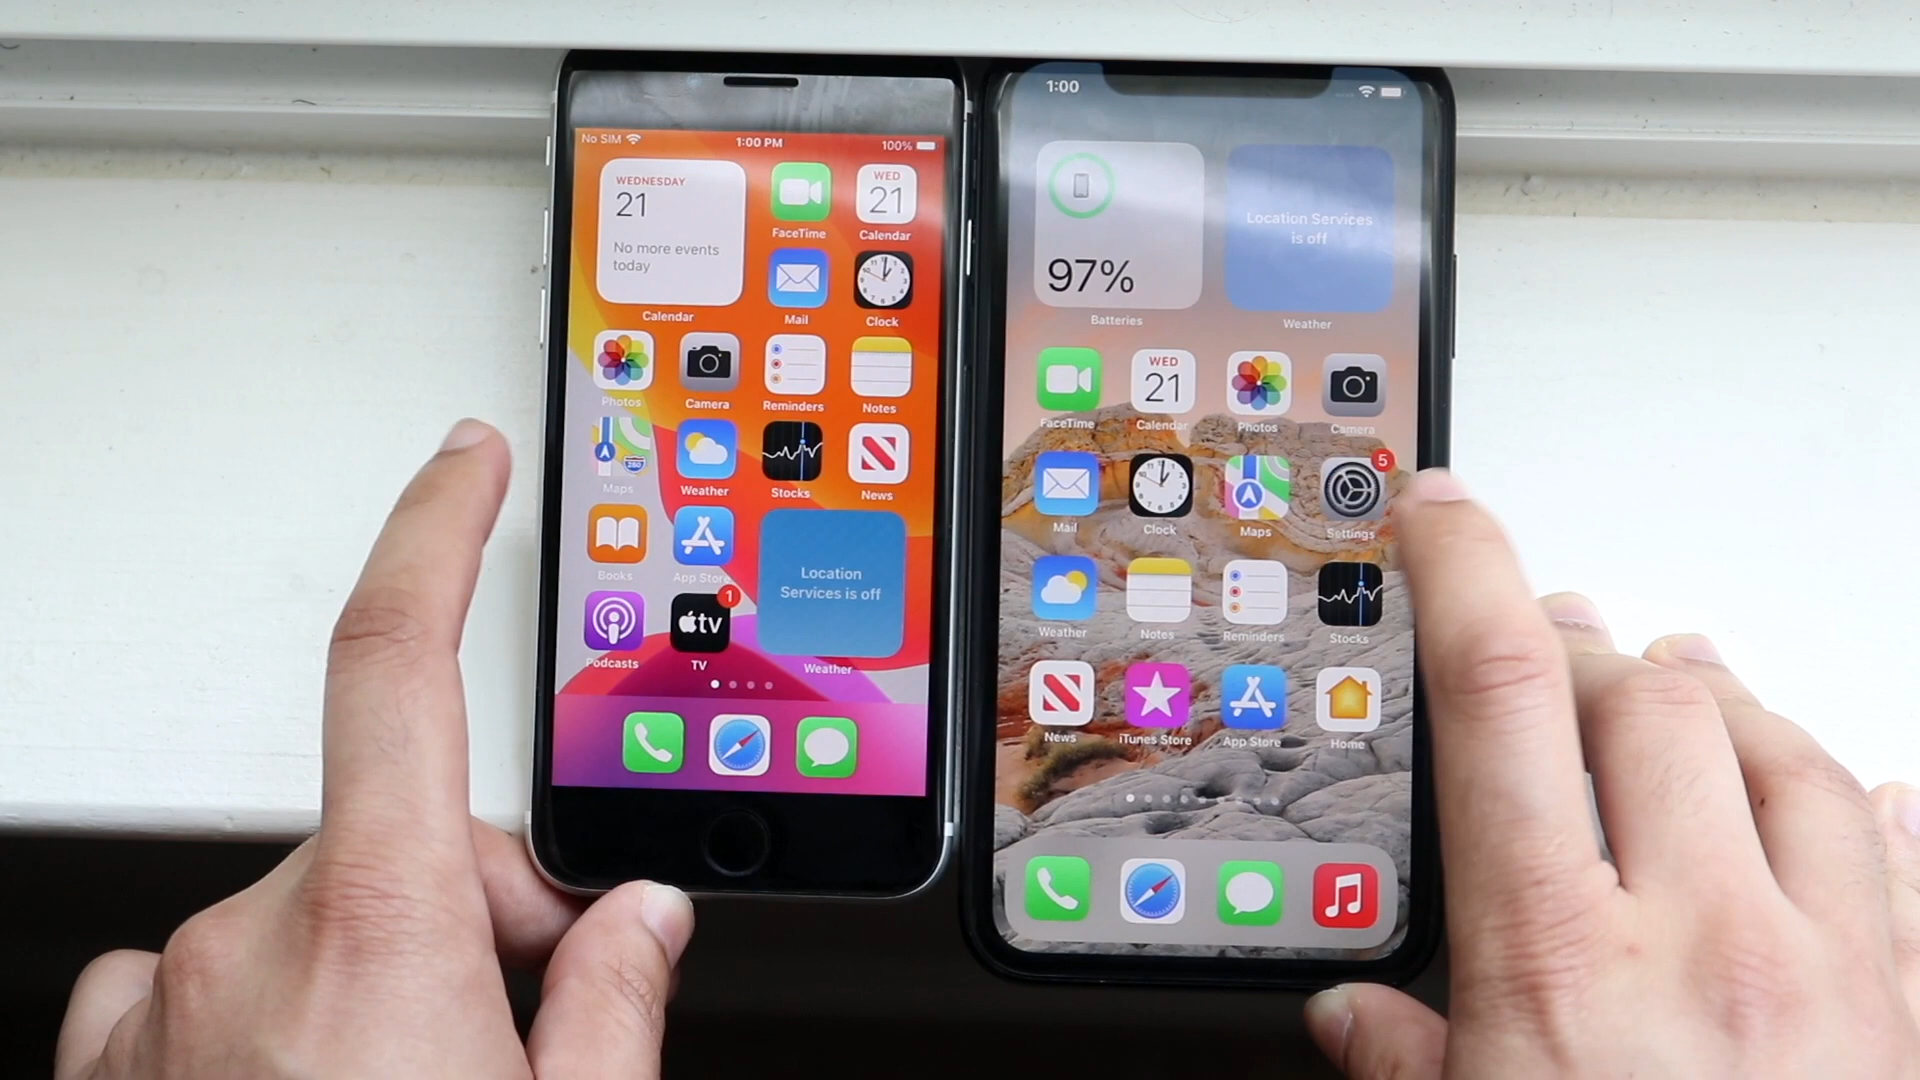 No SIM
1:00 PM
100%
WEDNESDAY
21
No more events
today
Calendar
FaceTime
WED
21
Calendar
Mail
Clock
Photos
Camera
Reminders
Notes
280
Maps
Weather
Stocks
News
Books
App Store
Location
Services is off
Weather
Podcasts
tv
1
TV
1:00
97%
Batteries
Location Services
is off
Weather
FaceTime
WED
21
Calendar
Photos
Camera
Mail
Clock
Maps
5
Settings
Weather
Notes
Reminders
Stocks
News
iTunes Store
App Store
Home